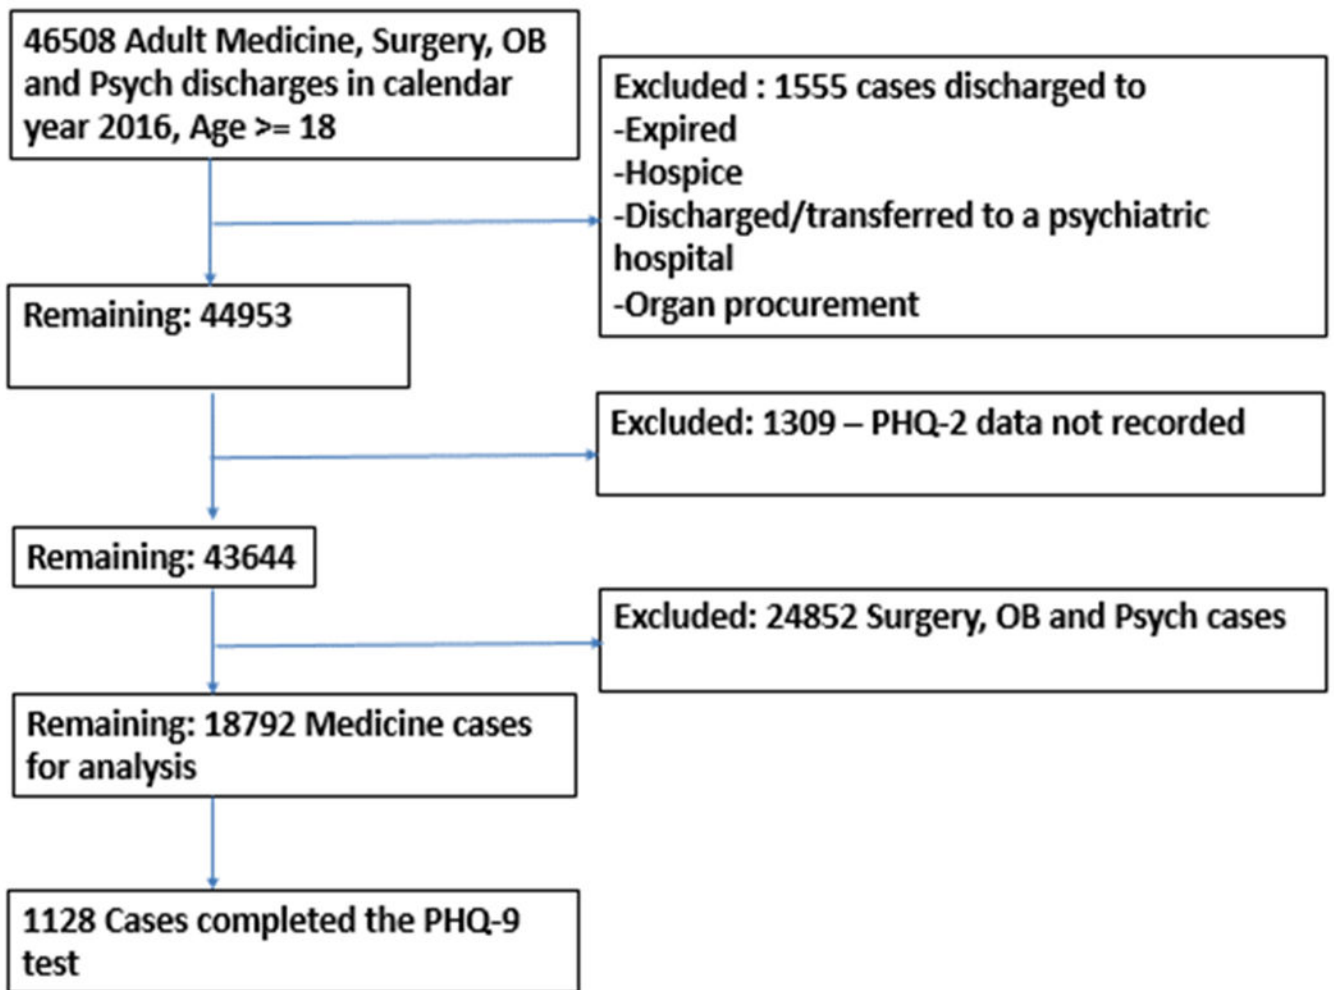 46508 Adult Medicine, Surgery, OB
and Psych discharges in calendar
year 2016, Age >= 18
Excluded : 1555 cases discharged to
-Expired
-Hospice
-Discharged/transferred to a psychiatric
hospital
-Organ procurement
Remaining: 44953
Excluded: 1309 – PHQ-2 data not recorded
Remaining: 43644
Excluded: 24852 Surgery, OB and Psych cases
Remaining: 18792 Medicine cases
for analysis
1128 Cases completed the PHQ-9
test